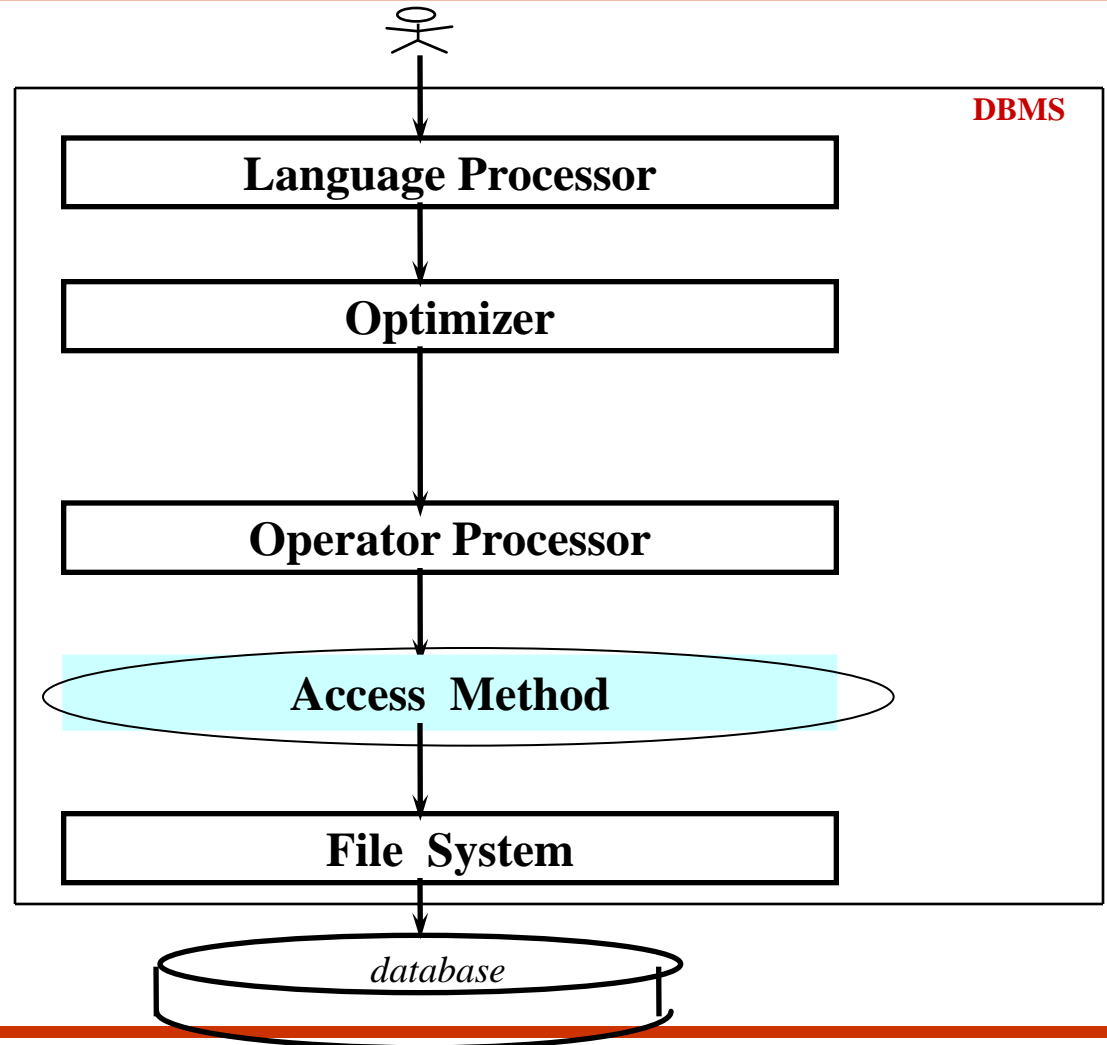 DBMS
Language Processor
Optimizer
Operator Processor
Access Method
File System
database